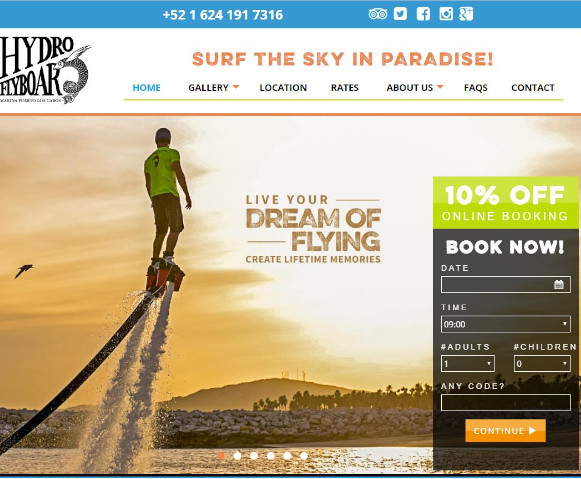 +52 1 624 191 7316
HYDRO
FLYBOARD
MARINA PUERTO LOS CABOS
SURF THE SKY IN PARADISE!
HOME GALLERY LOCATION RATES ABOUT US FAQS CONTACT
LIVE YOUR
DREAM OF
FLYING
CREATE LIFETIME MEMORIES
10% OFF
ONLINE BOOKING
BOOK NOW!
DATE
TIME
09:00
#ADULTS #CHILDREN
1 0
ANY CODE?
CONTINUE